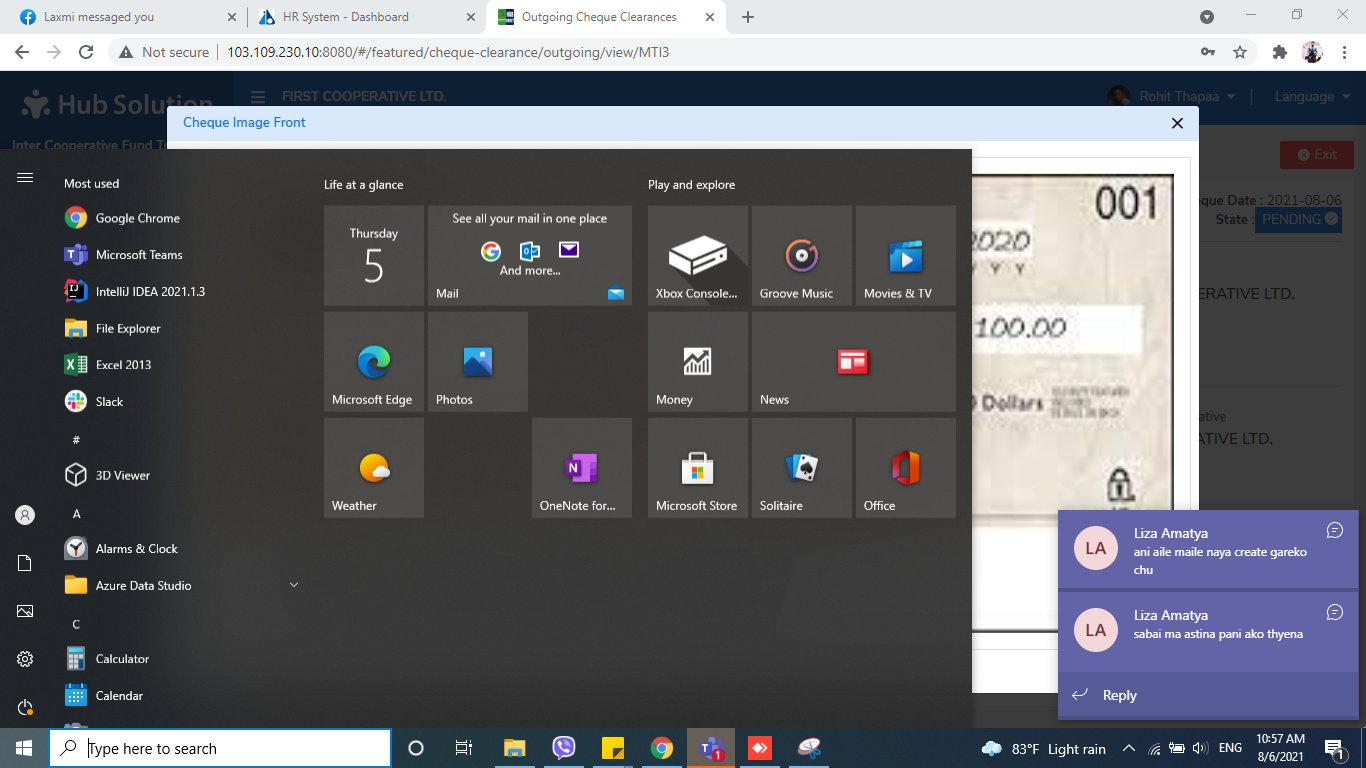 Laxmi messaged you
HR System - Dashboard
Outgoing Cheque Clearances
Not secure
103.109.230.10:8080/#/featured/cheque-clearance/outgoing/view/MTI3
Hub Solution
FIRST COOPERATIVE LTD.
Rohit Thapaa
Language
Cheque Image Front
Inter Cooperative Fund
Exit
Most used
Google Chrome
Microsoft Teams
IntelliJ IDEA 2021.1.3
File Explorer
Excel 2013
Slack
#
3D Viewer
A
Alarms & Clock
Azure Data Studio
C
Calculator
Calendar
Life at a glance
Thursday
5
See all your mail in one place
And more...
Mail
Microsoft Edge
Photos
Weather
OneNote for...
Play and explore
Xbox Console...
Groove Music
Movies & TV
Money
News
Microsoft Store
Solitaire
Office
001
2020
Y Y Y
100.00
Dollars
eque Date : 2021-08-06
State : PENDING
ERATIVE LTD.
ative
ATIVE LTD.
LA
Liza Amatya
ani aile maile naya create gareko
chu
LA
Liza Amatya
sabai ma astina pani ako thyena
Reply
Type here to search
1
83°F Light rain
ENG
10:57 AM
8/6/2021
1